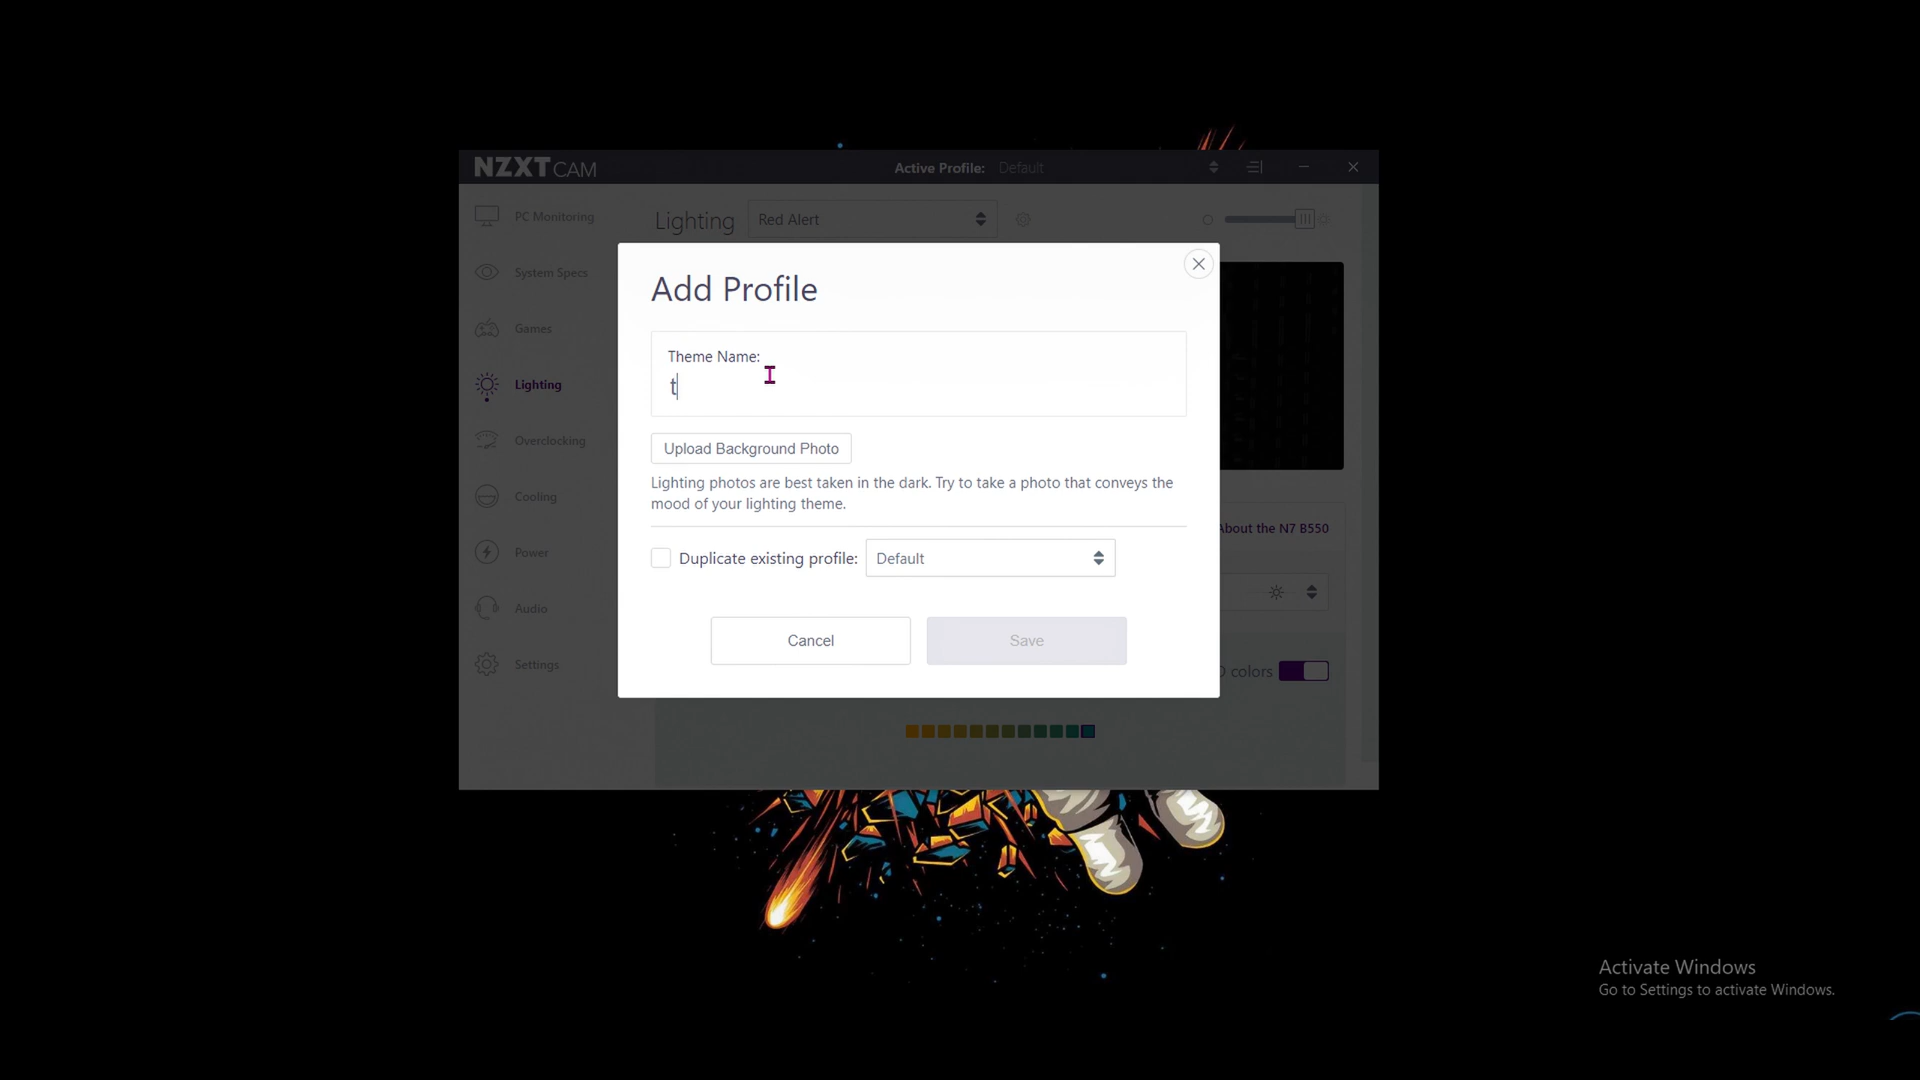 NZXT CAM
Active Profile: Default
PC Monitoring
Lighting
Red Alert
System Specs
Games
Lighting
Overclocking
Cooling
Power
Audio
Settings
Add Profile
Theme Name:
t
Upload Background Photo
Lighting photos are best taken in the dark. Try to take a photo that conveys the
mood of your lighting theme.
About the N7 B550
Duplicate existing profile: Default
Cancel
Save
colors
Activate Windows
Go to Settings to activate Windows.